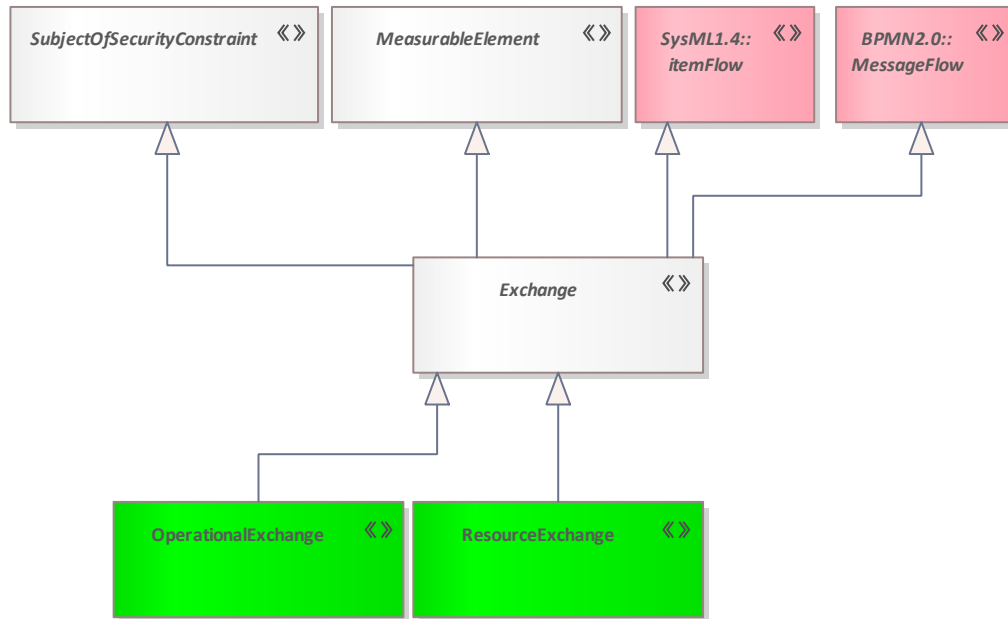 SubjectOfSecurityConstraint «»
MeasurableElement «»
SysML1.4:: «»
itemFlow
BPMN2.0:: «»
MessageFlow
Exchange «»
OperationalExchange «»
ResourceExchange «»